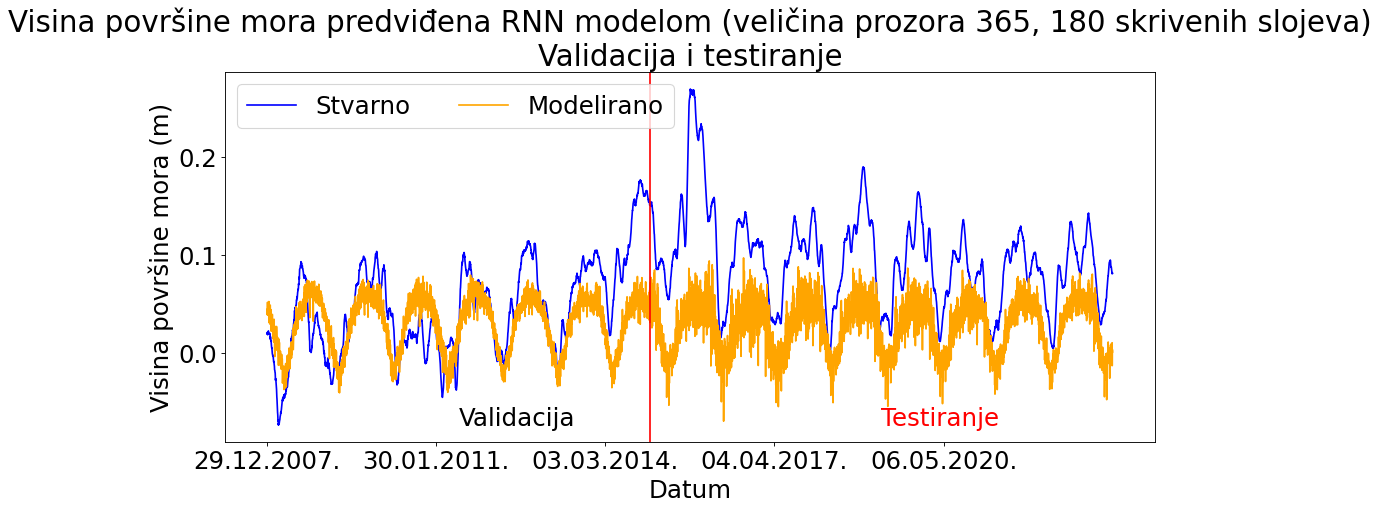 Visina površine mora predviđena RNN modelom (veličina prozora 365, 180 skrivenih slojeva)
Validacija i testiranje
Stvarno Modelirano
Visina površine mora (m)
0.2
0.1
0.0
Validacija Testiranje
29.12.2007. 30.01.2011. 03.03.2014. 04.04.2017. 06.05.2020.
Datum